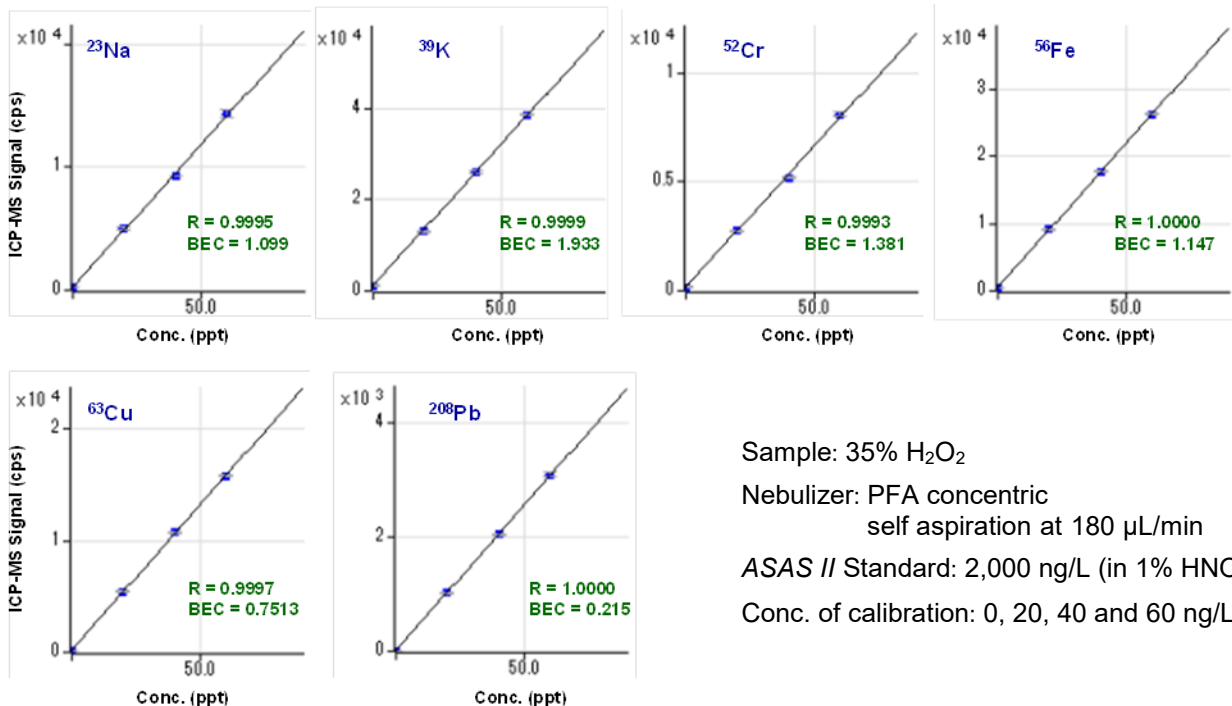 ICP-MS Signal (cps)
×10 4
²³Na
1
0
R = 0.9995
BEC = 1.099
50.0
Conc. (ppt)
×10 4
³⁹K
4
2
0
R = 0.9999
BEC = 1.933
50.0
Conc. (ppt)
×10 4
⁵²Cr
1
0.5
0
R = 0.9993
BEC = 1.381
50.0
Conc. (ppt)
×10 4
⁵⁶Fe
3
2
1
0
R = 1.0000
BEC = 1.147
50.0
Conc. (ppt)
ICP-MS Signal (cps)
×10 4
⁶³Cu
2
1
0
R = 0.9997
BEC = 0.7513
50.0
Conc. (ppt)
×10 3
²⁰⁸Pb
4
2
0
R = 1.0000
BEC = 0.215
50.0
Conc. (ppt)
Sample: 35% H₂O₂
Nebulizer: PFA concentric
self aspiration at 180 µL/min
ASAS II Standard: 2,000 ng/L (in 1% HNO
Conc. of calibration: 0, 20, 40 and 60 ng/L